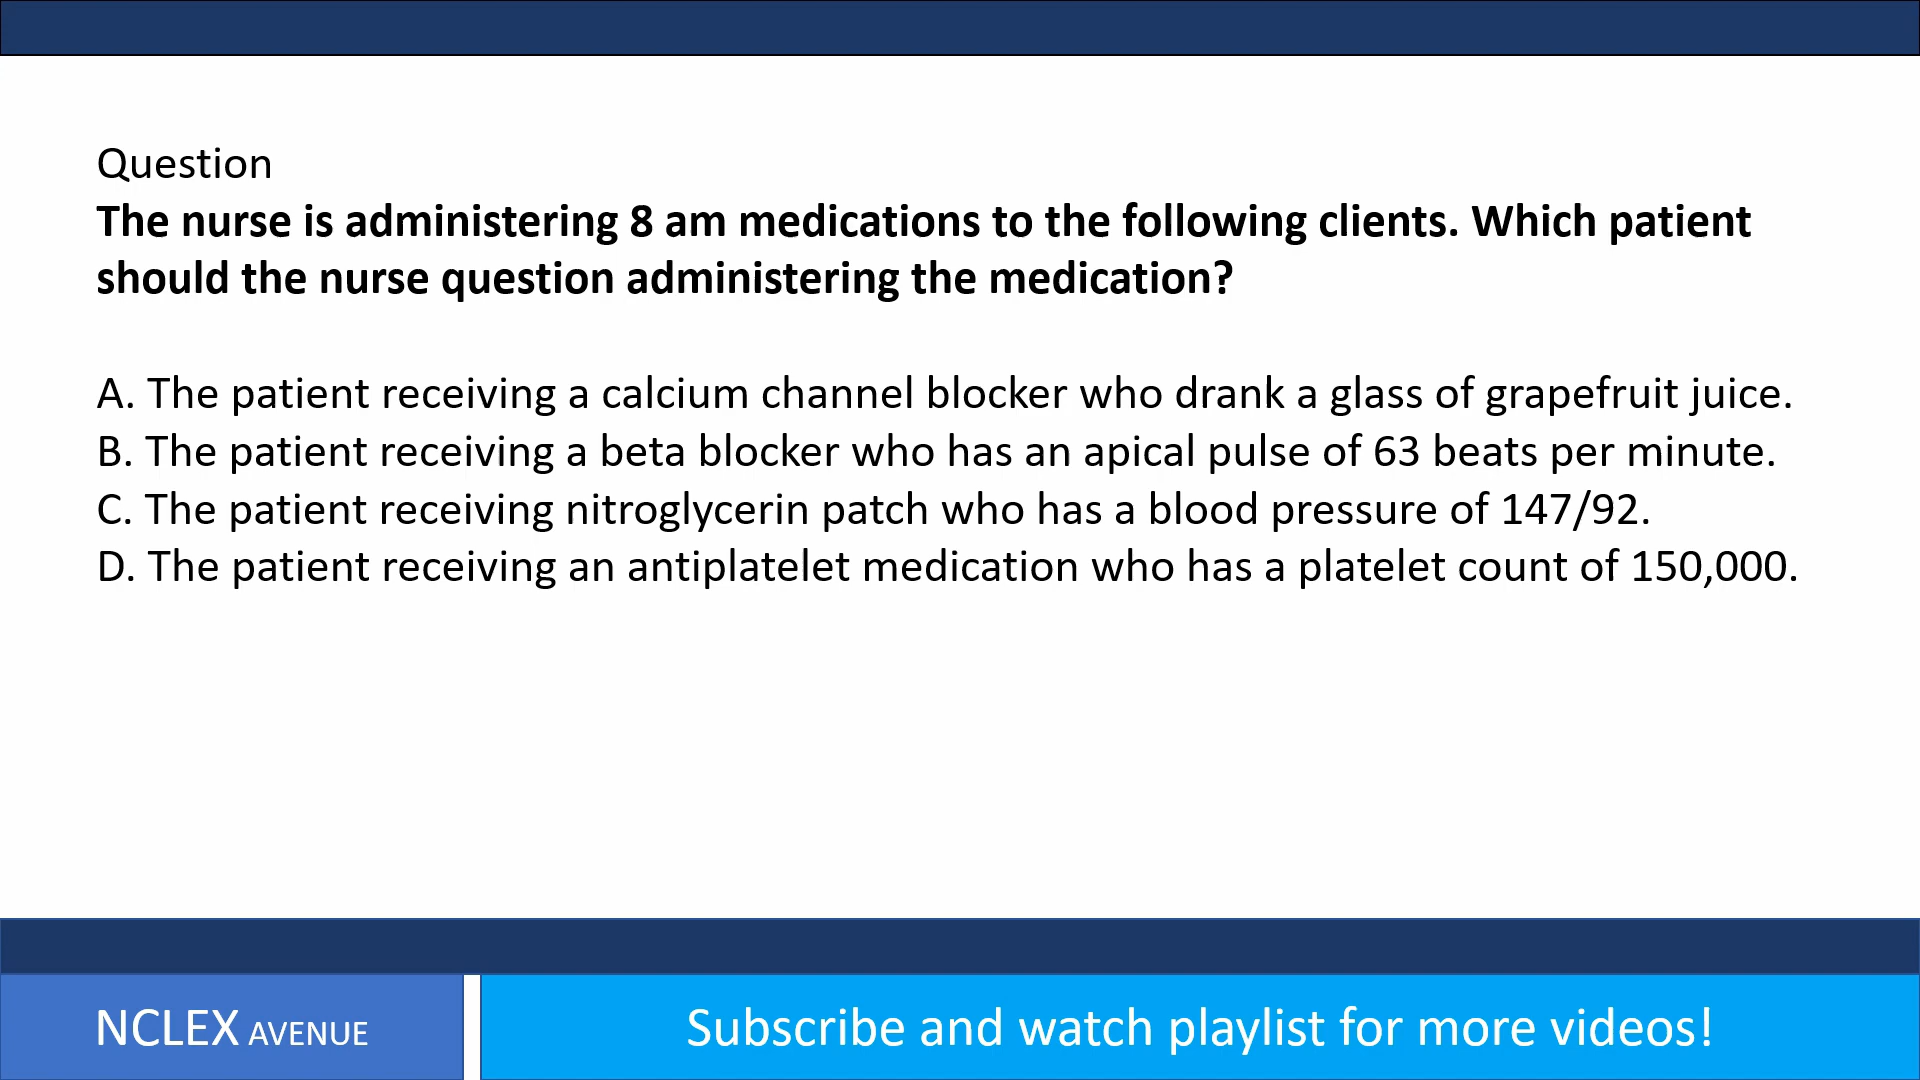 Question
The nurse is administering 8 am medications to the following clients. Which patient
should the nurse question administering the medication?
A. The patient receiving a calcium channel blocker who drank a glass of grapefruit juice.
B. The patient receiving a beta blocker who has an apical pulse of 63 beats per minute.
C. The patient receiving nitroglycerin patch who has a blood pressure of 147/92.
D. The patient receiving an antiplatelet medication who has a platelet count of 150,000.
NCLEX AVENUE
Subscribe and watch playlist for more videos!